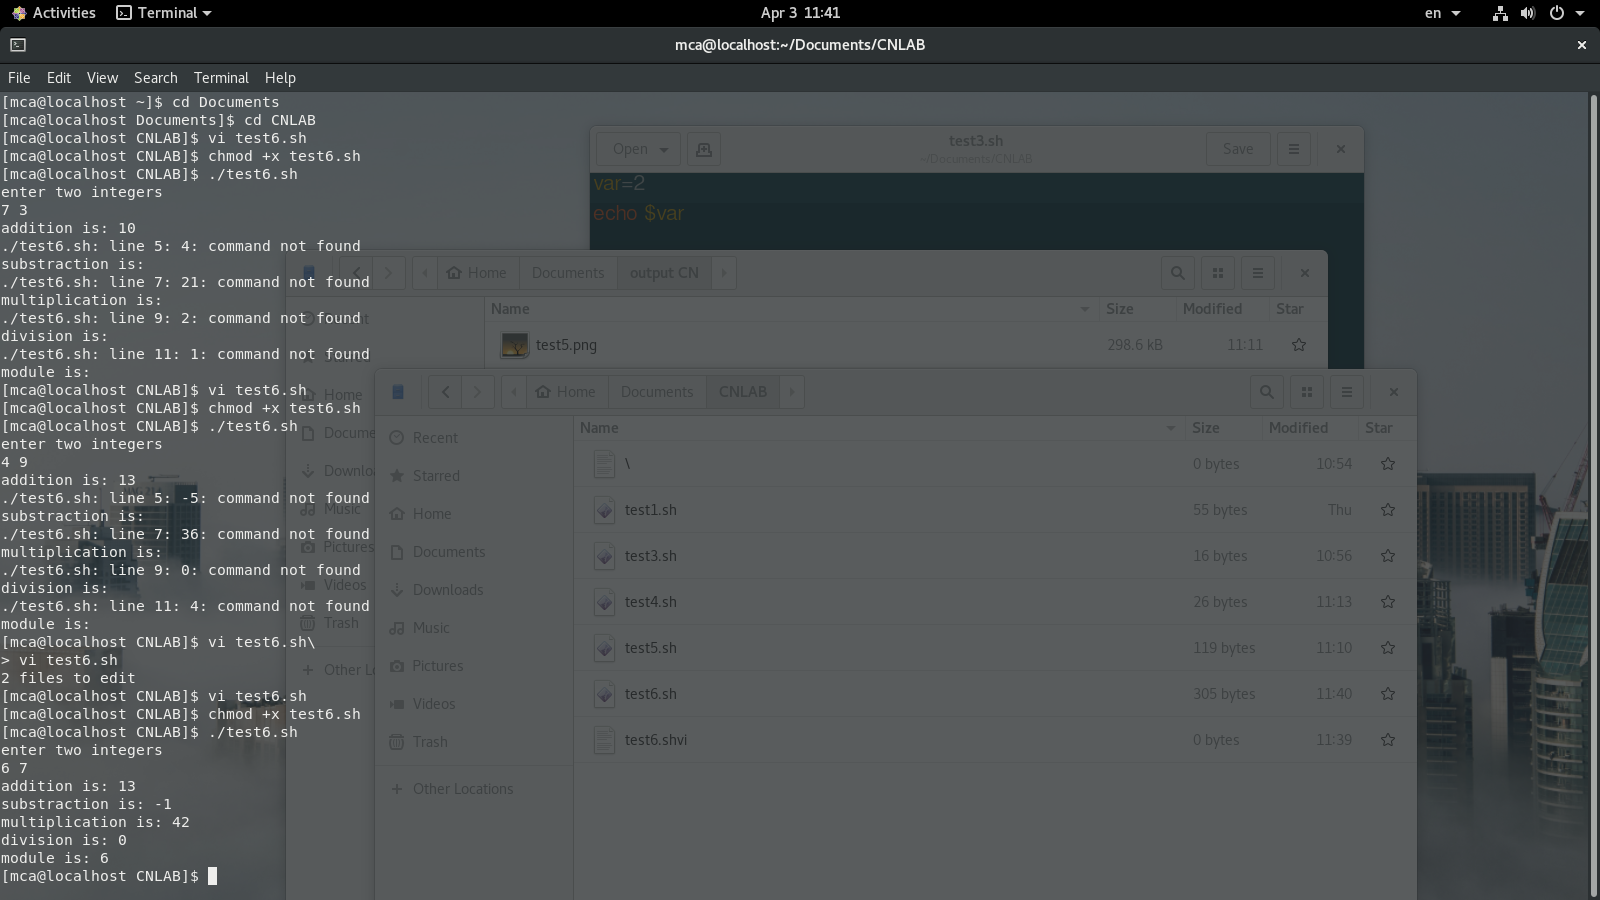 Activities Terminal Apr 3 11:41 en
mca@localhost:~/Documents/CNLAB
File Edit View Search Terminal Help
[mca@localhost ~]$ cd Documents
[mca@localhost Documents]$ cd CNLAB
[mca@localhost CNLAB]$ vi test6.sh
[mca@localhost CNLAB]$ chmod +x test6.sh
[mca@localhost CNLAB]$ ./test6.sh
enter two integers
7 3
addition is: 10
./test6.sh: line 5: 4: command not found
substraction is:
./test6.sh: line 7: 21: command not found
multiplication is:
./test6.sh: line 9: 2: command not found
division is:
./test6.sh: line 11: 1: command not found
module is:
[mca@localhost CNLAB]$ vi test6.sh
[mca@localhost CNLAB]$ chmod +x test6.sh
[mca@localhost CNLAB]$ ./test6.sh
enter two integers
4 9
addition is: 13
./test6.sh: line 5: -5: command not found
substraction is:
./test6.sh: line 7: 36: command not found
multiplication is:
./test6.sh: line 9: 0: command not found
division is:
./test6.sh: line 11: 4: command not found
module is:
[mca@localhost CNLAB]$ vi test6.sh\
> vi test6.sh
2 files to edit
[mca@localhost CNLAB]$ vi test6.sh
[mca@localhost CNLAB]$ chmod +x test6.sh
[mca@localhost CNLAB]$ ./test6.sh
enter two integers
6 7
addition is: 13
substraction is: -1
multiplication is: 42
division is: 0
module is: 6
[mca@localhost CNLAB]$
Open test3.sh Save
~/Documents/CNLAB
var=2
echo $var
Home Documents output CN
Name Size Modified Star
test5.png 298.6 kB 11:11
Home
Music
Pictures
Videos
Trash
Home Documents CNLAB
Name Size Modified Star
Recent
Starred
Home
Documents
Downloads
Music
Pictures
Videos
Trash
Other Locations
\ 0 bytes 10:54
test1.sh 55 bytes Thu
test3.sh 16 bytes 10:56
test4.sh 26 bytes 11:13
test5.sh 119 bytes 11:10
test6.sh 305 bytes 11:40
test6.shvi 0 bytes 11:39